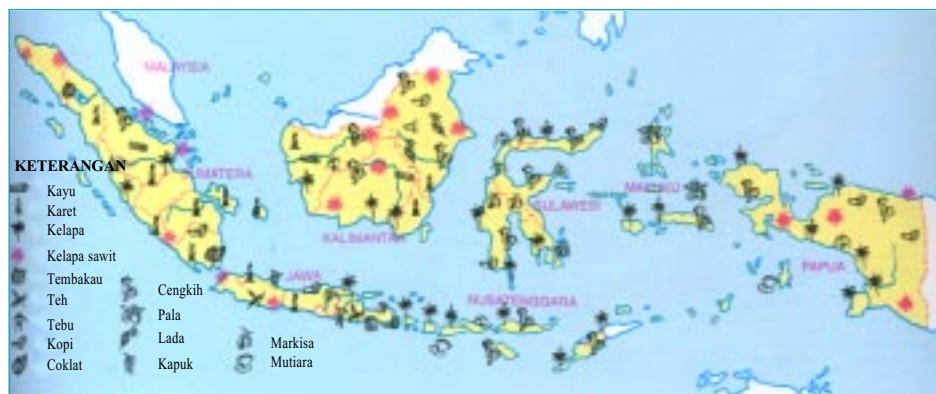 MALAYSIA
KETERANGAN
SUMATERA
Kayu
Karet
MALUKU
SULAWESI
Kelapa
KALIMANTAN
Kelapa sawit
PAPUA
Tembakau
JAWA
Cengkih
Teh
NUSATENGGARA
Pala
Tebu
Lada
Kopi
Markisa
Coklat
Kapuk
Mutiara